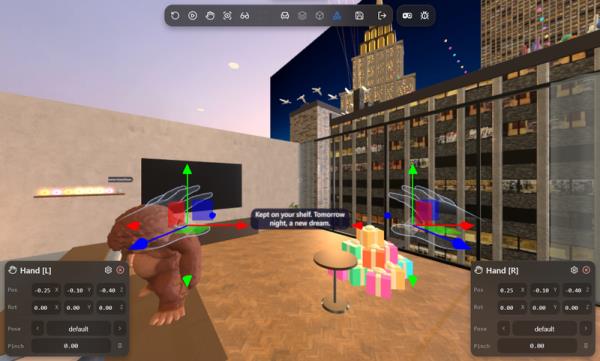 Kept on your shelf. Tomorrow
night, a new dream.
Hand [L]
Pos -0.25 X -0.10 Y -0.40 Z
Rot 0.00 X 0.00 Y 0.00 Z
Pose < default >
Pinch 0.00
Hand [R]
Pos 0.25 X -0.10 Y -0.40 Z
Rot 0.00 X 0.00 Y 0.00 Z
Pose < default >
Pinch 0.00